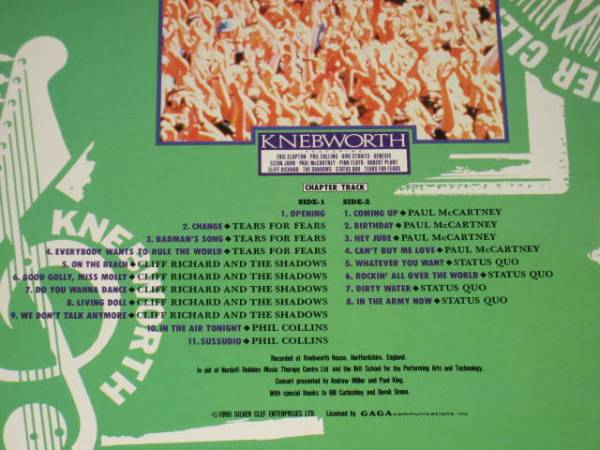 VER CLEF
KNEBWORTH
FEATURING
ERIC CLAPTON PHIL COLLINS DIRE STRAITS GENESIS
ELTON JOHN PAUL McCARTNEY PINK FLOYD ROBERT PLANT
CLIFF RICHARD THE SHADOWS STATUS QUO TEARS FOR FEARS
KNEBWORTH
CHAPTER TRACK
SIDE-1
1. OPENING
2. CHANGE ◆ TEARS FOR FEARS
3. BADMAN'S SONG ◆ TEARS FOR FEARS
4. EVERYBODY WANTS TO RULE THE WORLD ◆ TEARS FOR FEARS
5. ON THE BEACH ◆ CLIFF RICHARD AND THE SHADOWS
6. GOOD GOLLY, MISS MOLLY ◆ CLIFF RICHARD AND THE SHADOWS
7. DO YOU WANNA DANCE ◆ CLIFF RICHARD AND THE SHADOWS
8. LIVING DOLL ◆ CLIFF RICHARD AND THE SHADOWS
9. WE DON'T TALK ANYMORE ◆ CLIFF RICHARD AND THE SHADOWS
10. IN THE AIR TONIGHT ◆ PHIL COLLINS
11. SUSSUDIO ◆ PHIL COLLINS
SIDE-2
1. COMING UP ◆ PAUL McCARTNEY
2. BIRTHDAY ◆ PAUL McCARTNEY
3. HEY JUDE ◆ PAUL McCARTNEY
4. CAN'T BUY ME LOVE ◆ PAUL McCARTNEY
5. WHATEVER YOU WANT ◆ STATUS QUO
6. ROCKIN' ALL OVER THE WORLD ◆ STATUS QUO
7. DIRTY WATER ◆ STATUS QUO
8. IN THE ARMY NOW ◆ STATUS QUO
Recorded at Knebworth House, Hertfordshire, England.
In aid of Nordoff-Robbins Music Therapy Centre Ltd and the Brit School for the Performing Arts and Technology.
Concert presented by Andrew Miller and Paul King.
With special thanks to Bill Curbishley and Derek Green.
©1990 SILVER CLEF ENTERPRISES LTD. Licensed by GAGA communications inc